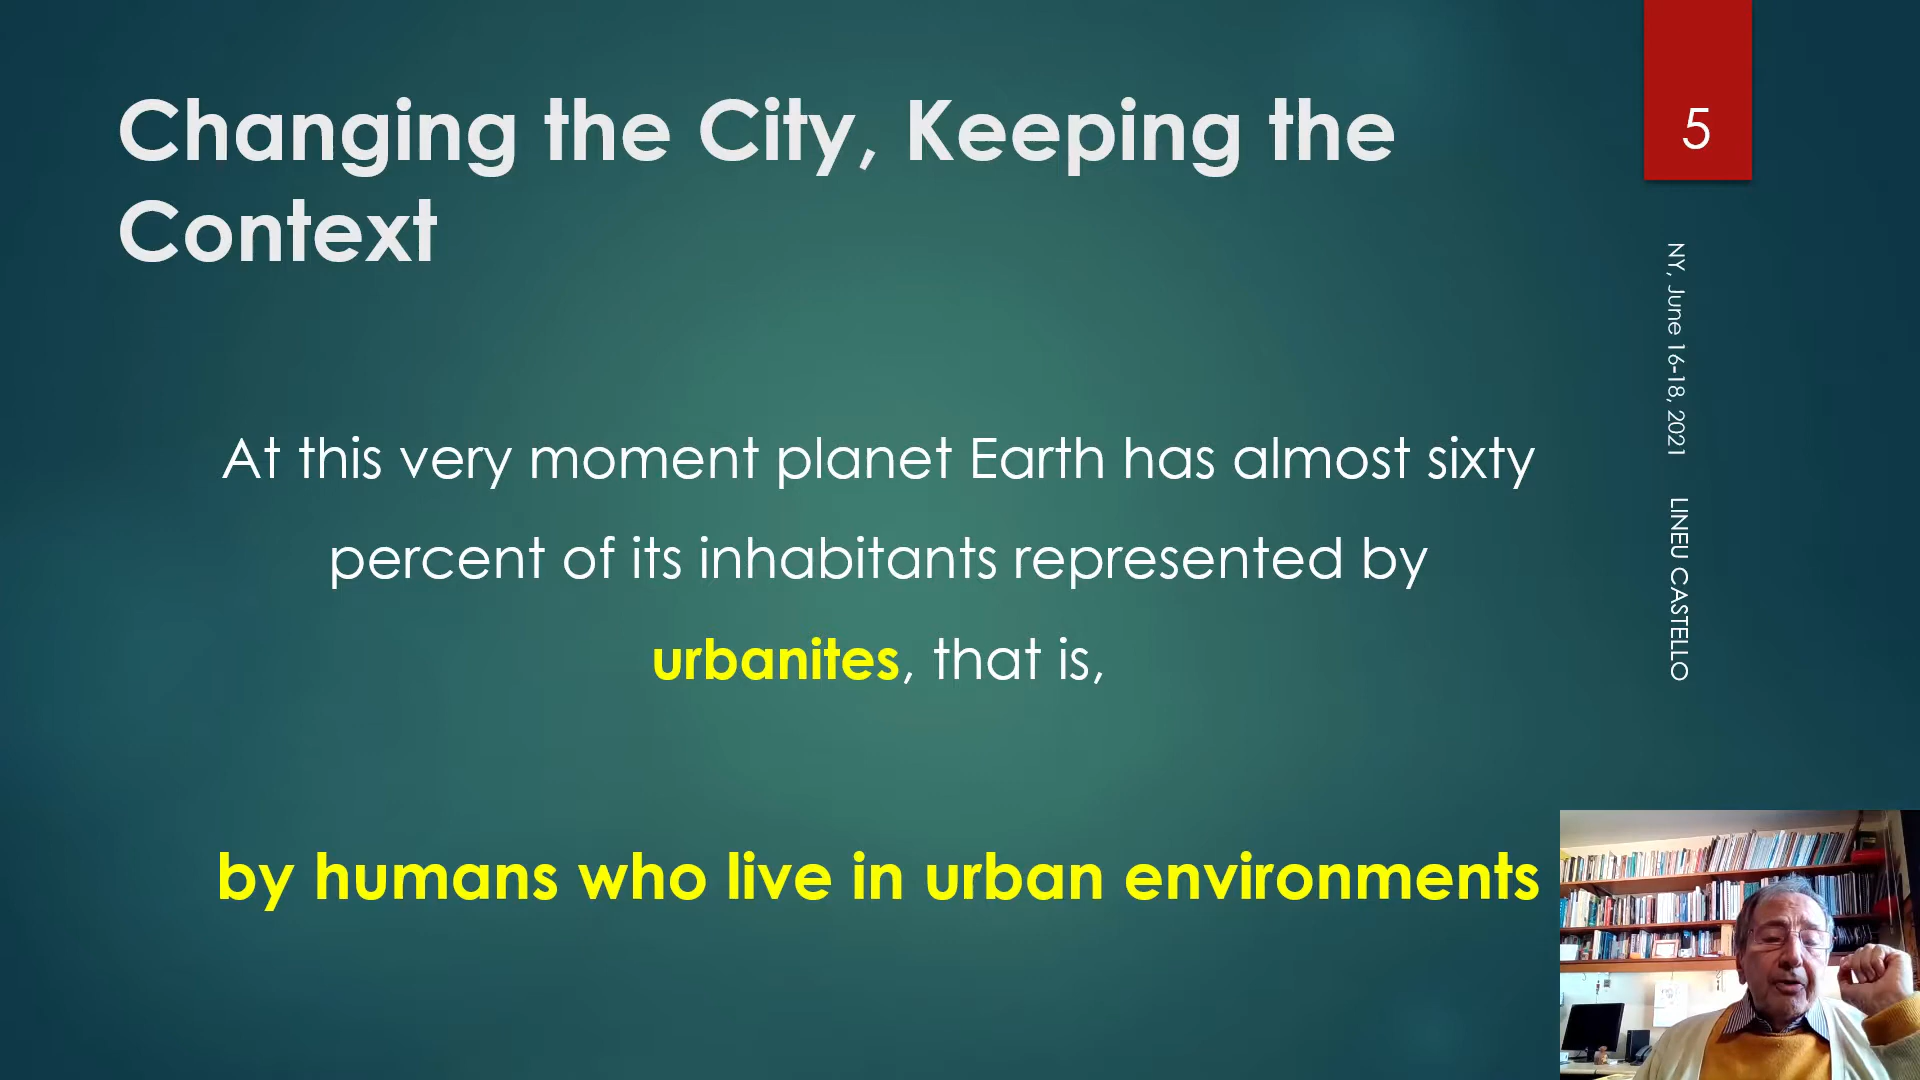 Changing the City, Keeping the
Context
5
NY, June 16-18, 2021
LINEU CASTELLO
At this very moment planet Earth has almost sixty
percent of its inhabitants represented by
urbanites, that is,
by humans who live in urban environments